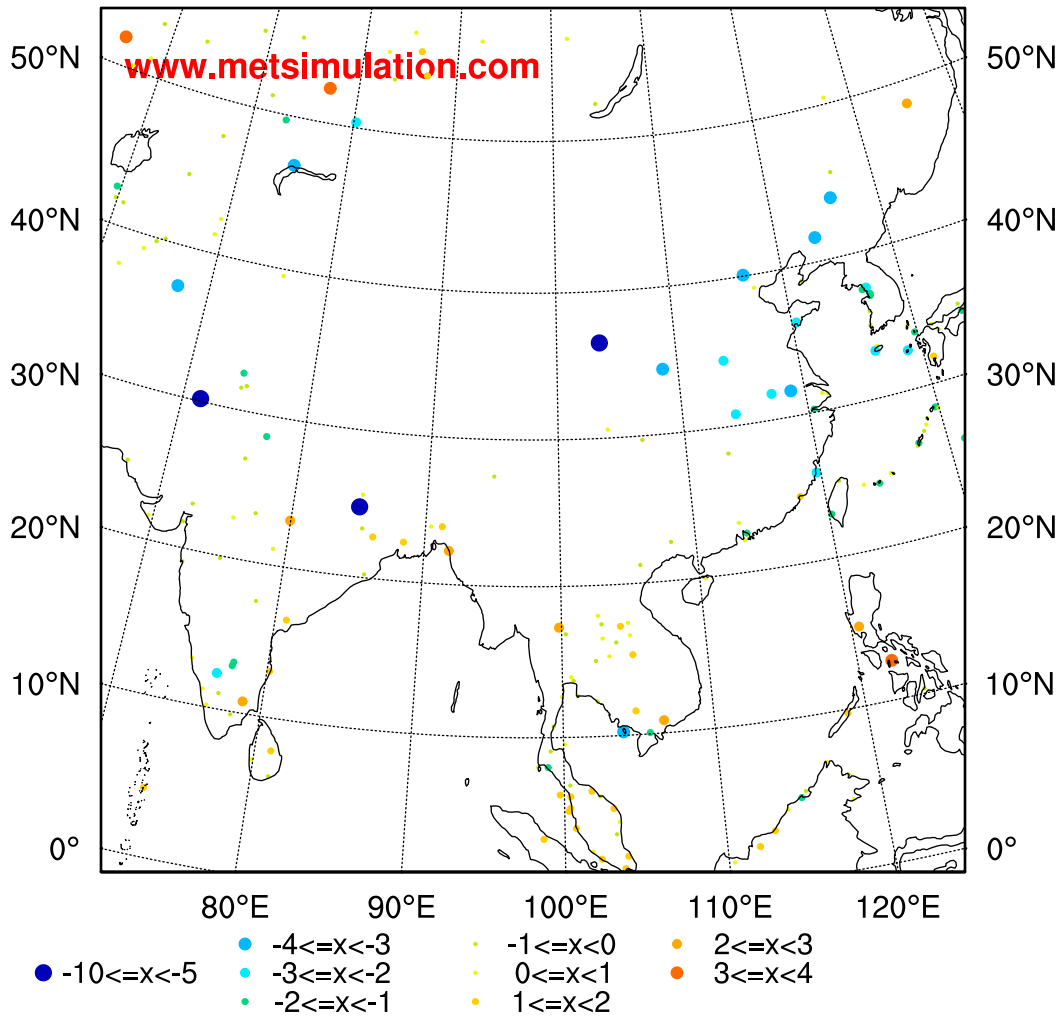 www.metsimulation.com
50°N 50°N
40°N 40°N
30°N 30°N
20°N 20°N
10°N 10°N
0° 0°
80°E 90°E 100°E 110°E 120°E
-4<=x<-3 -1<=x<0 2<=x<3
-10<=x<-5 -3<=x<-2 0<=x<1 3<=x<4
-2<=x<-1 1<=x<2